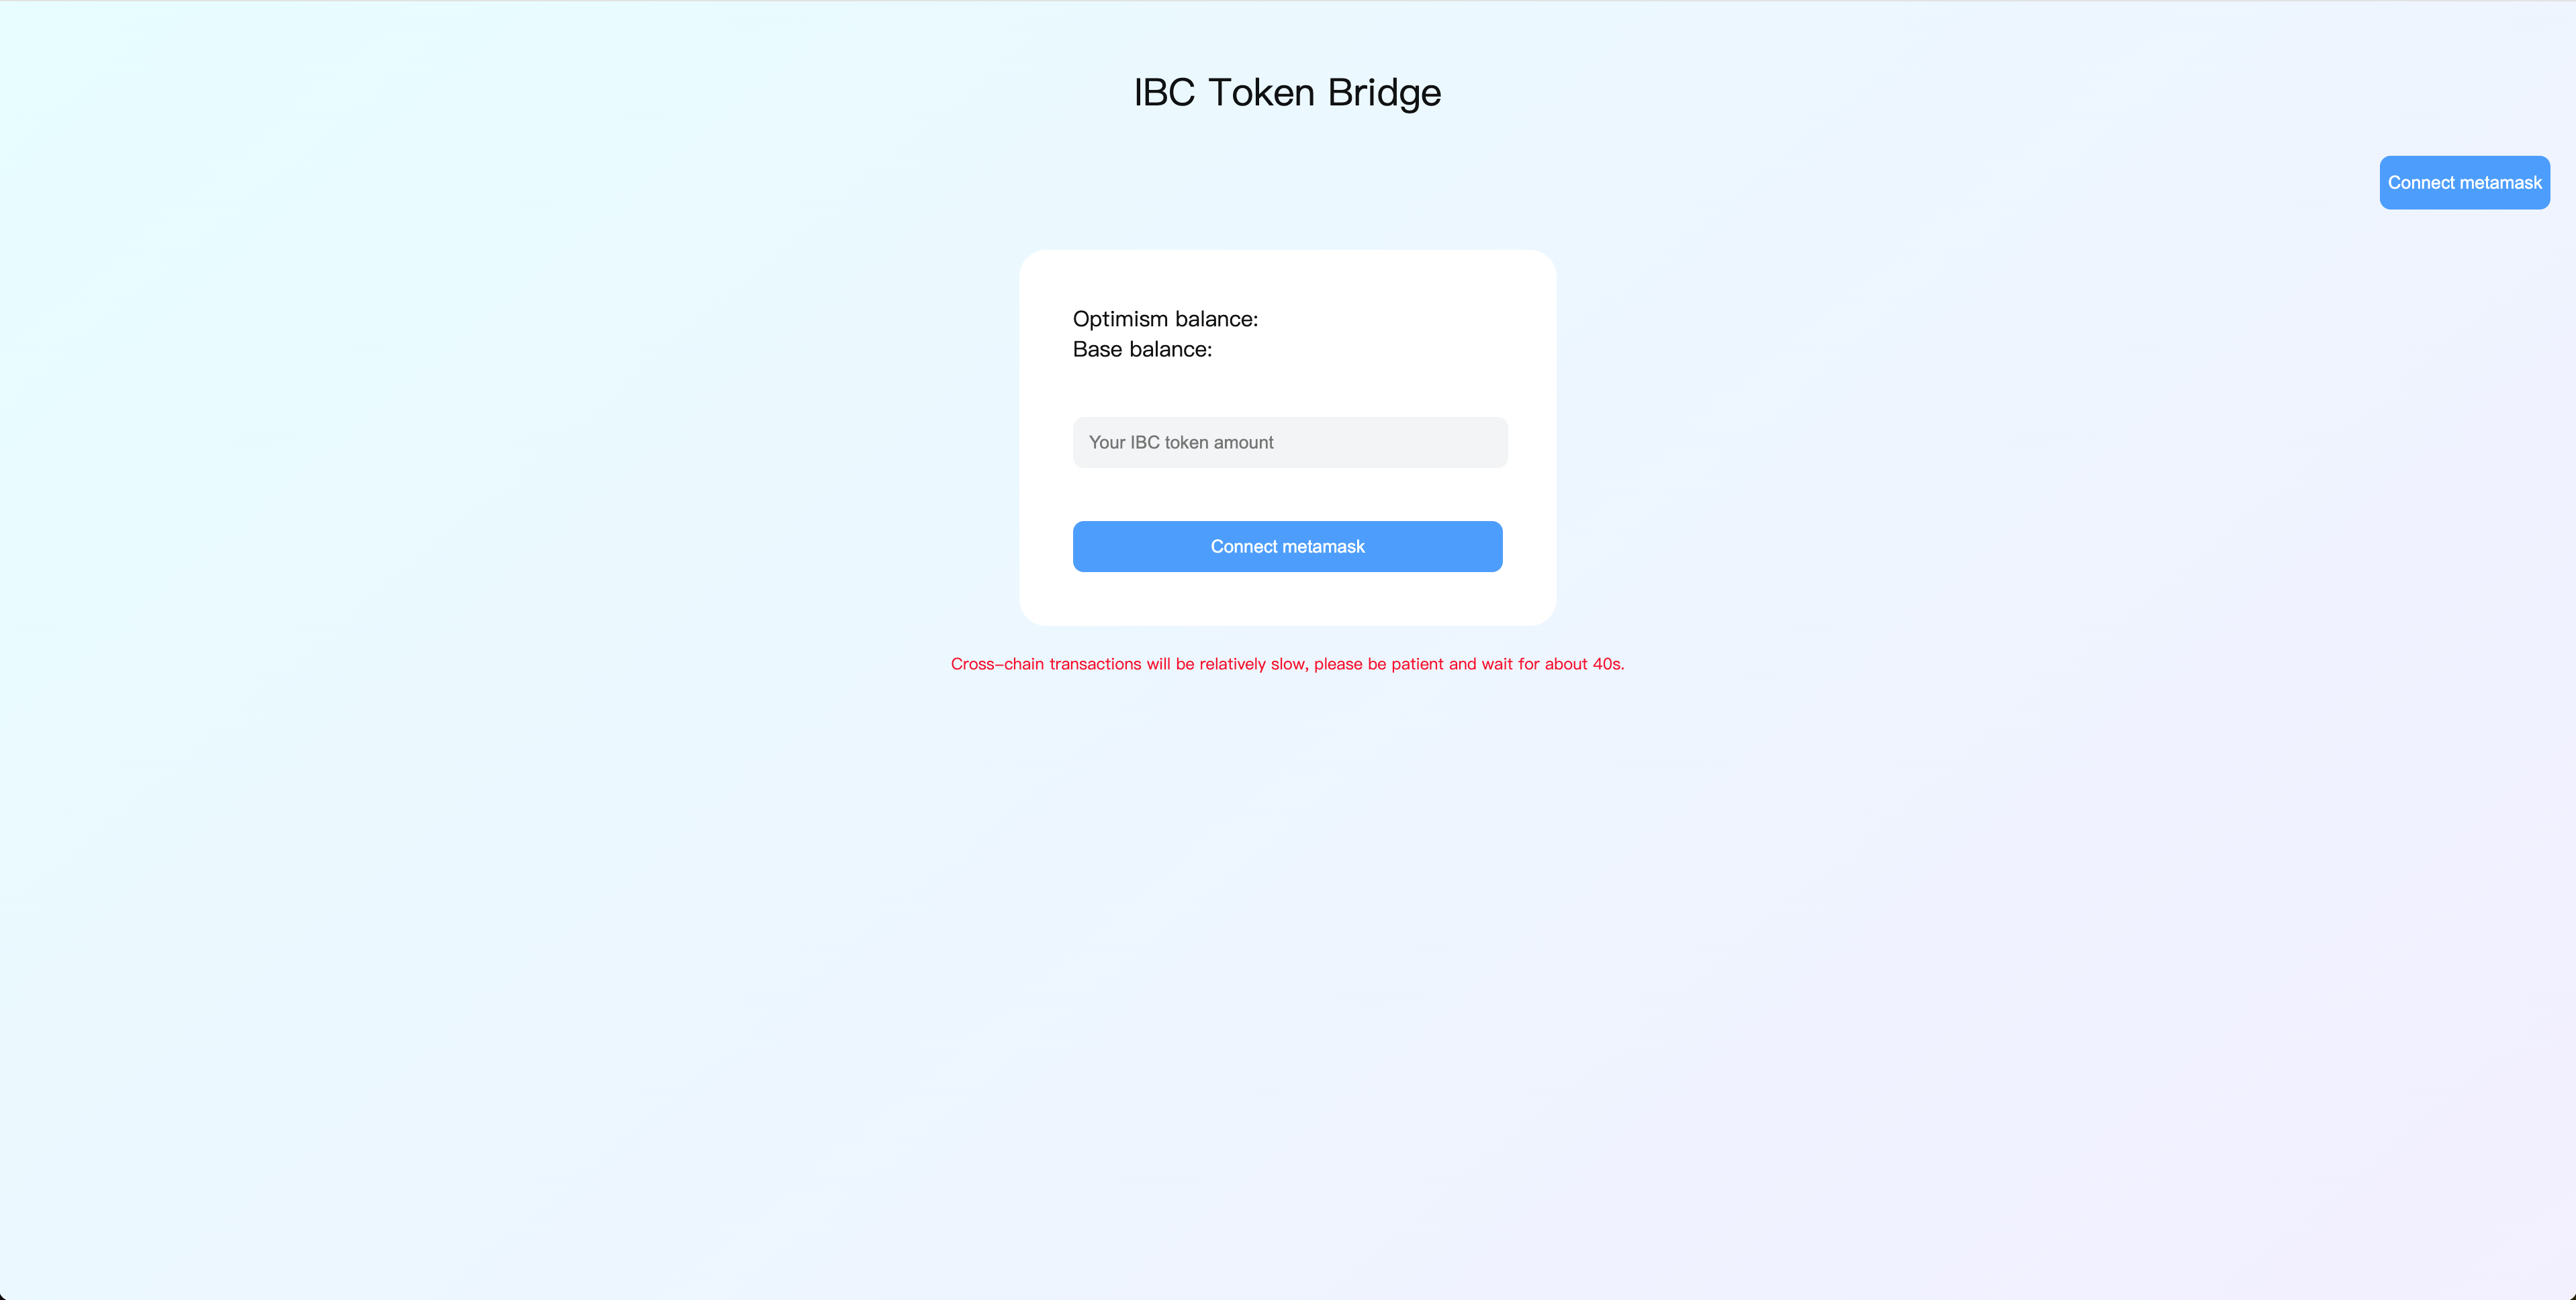 IBC Token Bridge
Connect metamask
Optimism balance:
Base balance:
Your IBC token amount
Connect metamask
Cross-chain transactions will be relatively slow, please be patient and wait for about 40s.